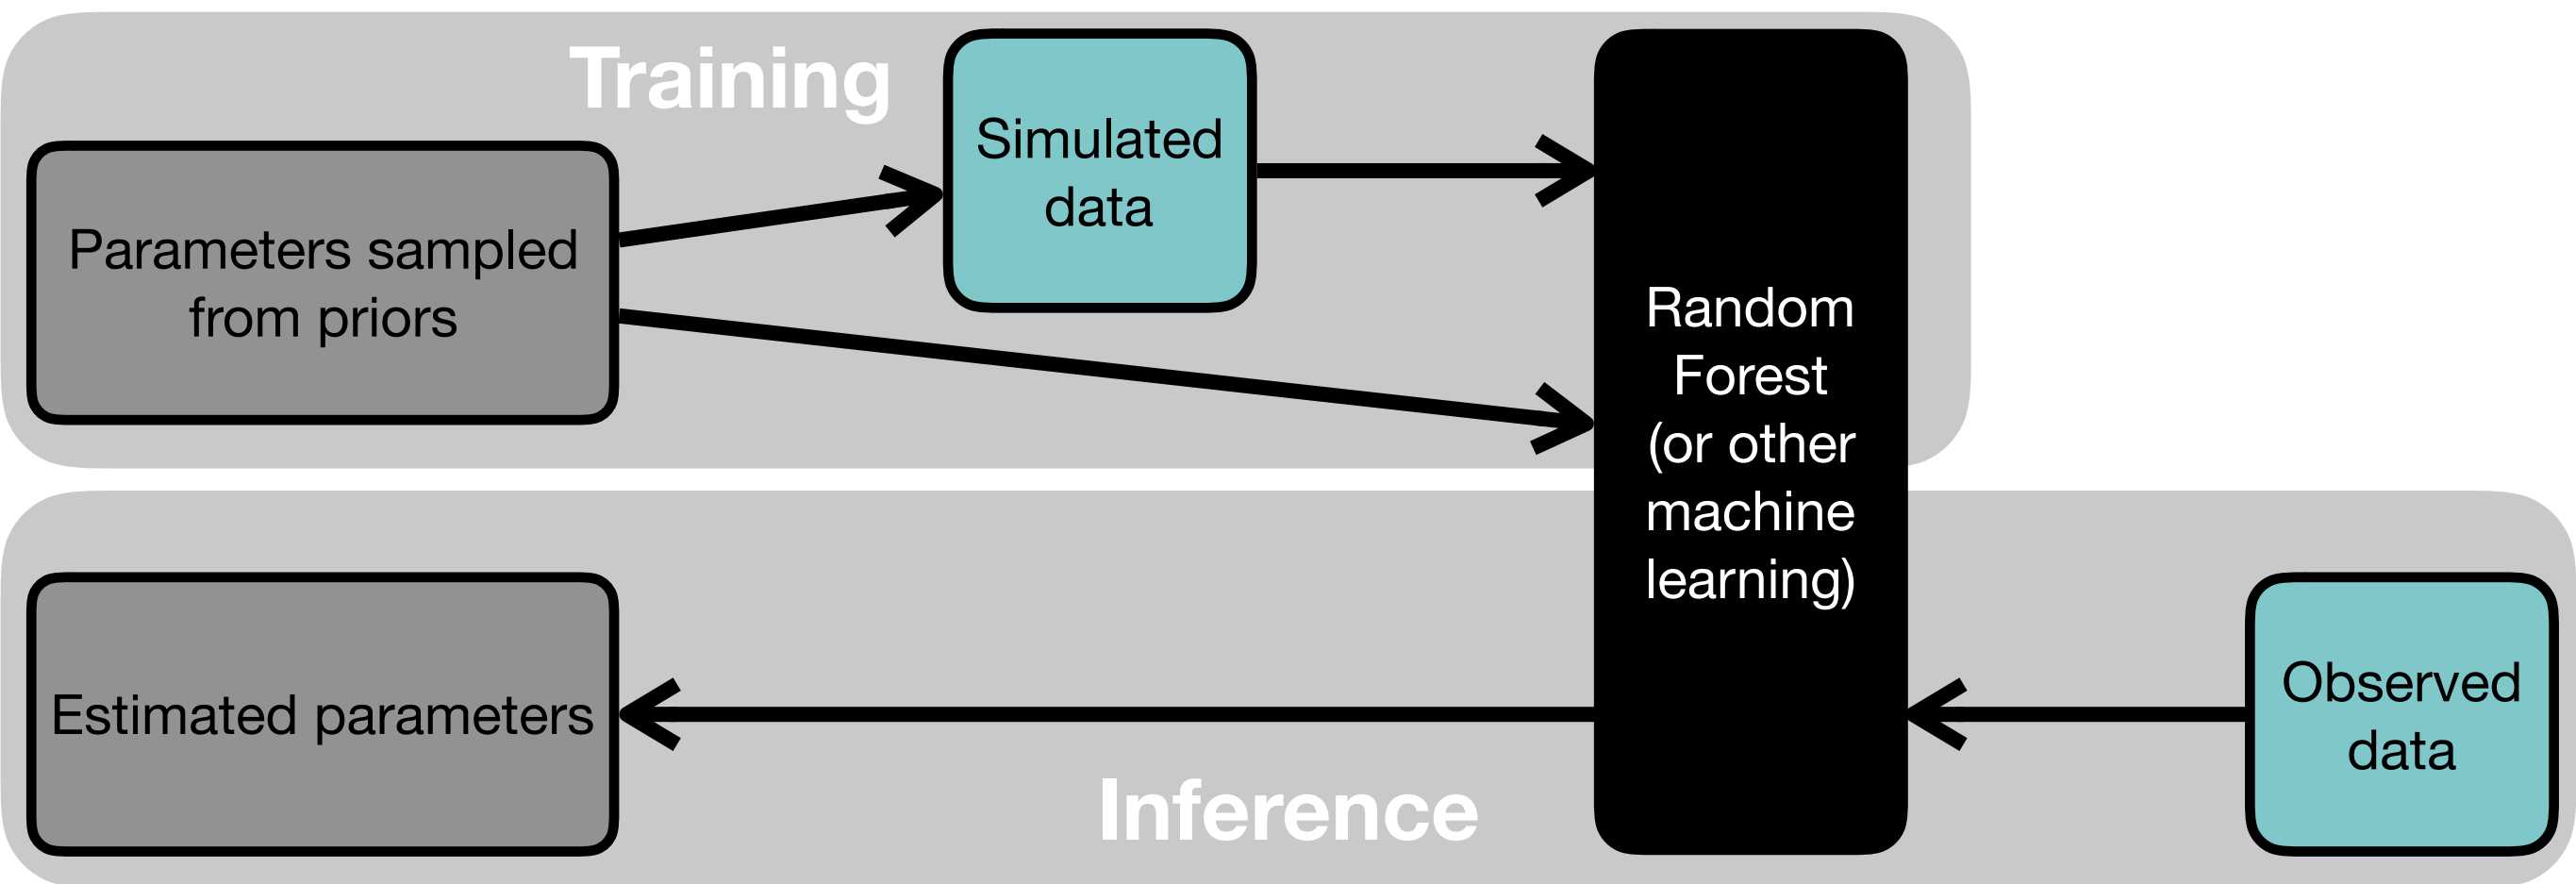 Training
Simulated
data
Parameters sampled
from priors
Random
Forest
(or other
machine
learning)
Estimated parameters
Observed
data
Inference